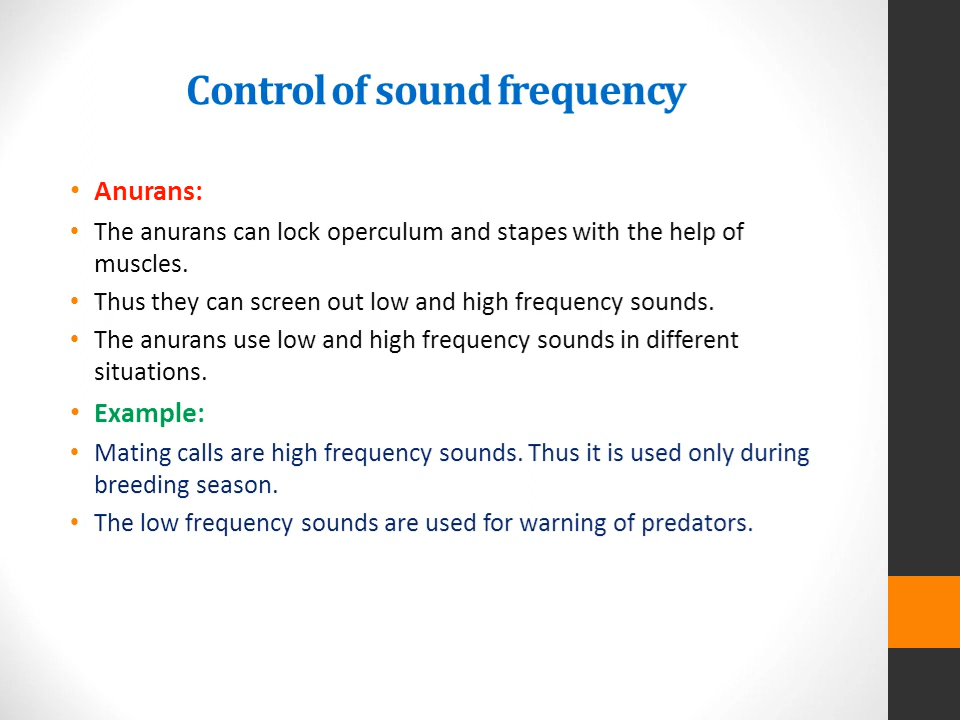 Control of sound frequency
• Anurans:
• The anurans can lock operculum and stapes with the help of
muscles.
• Thus they can screen out low and high frequency sounds.
• The anurans use low and high frequency sounds in different
situations.
• Example:
• Mating calls are high frequency sounds. Thus it is used only during
breeding season.
• The low frequency sounds are used for warning of predators.